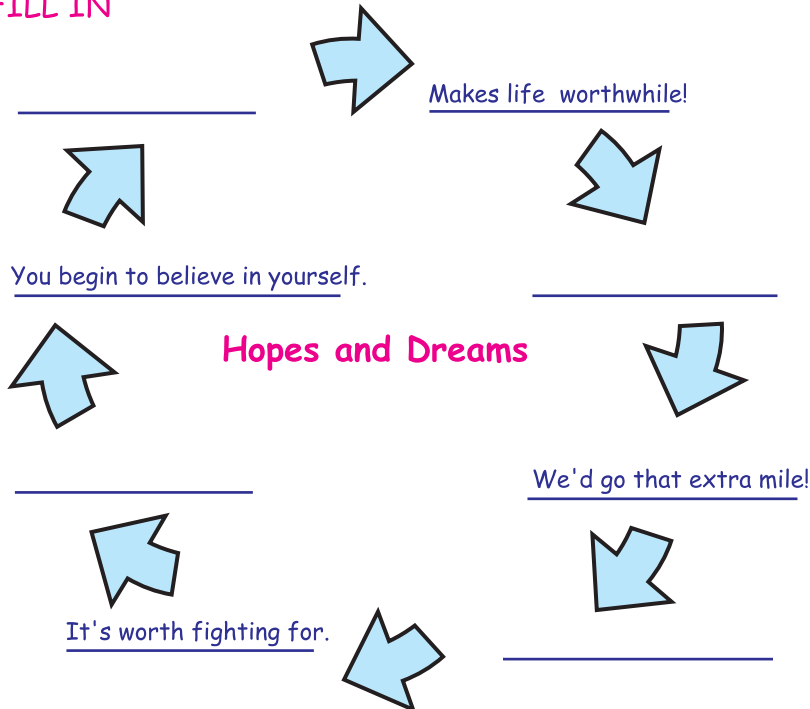 FILL IN
Makes life worthwhile!
You begin to believe in yourself.
Hopes and Dreams
We'd go that extra mile!
It's worth fighting for.